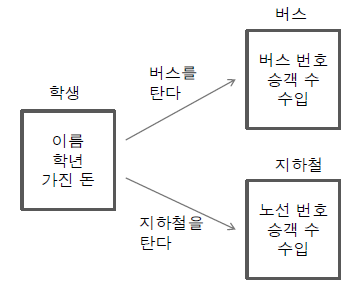 버스
버스 번호
승객 수
수입
버스를
탄다
학생
이름
학년
가진 돈
지하철
노선 번호
승객 수
수입
지하철을
탄다